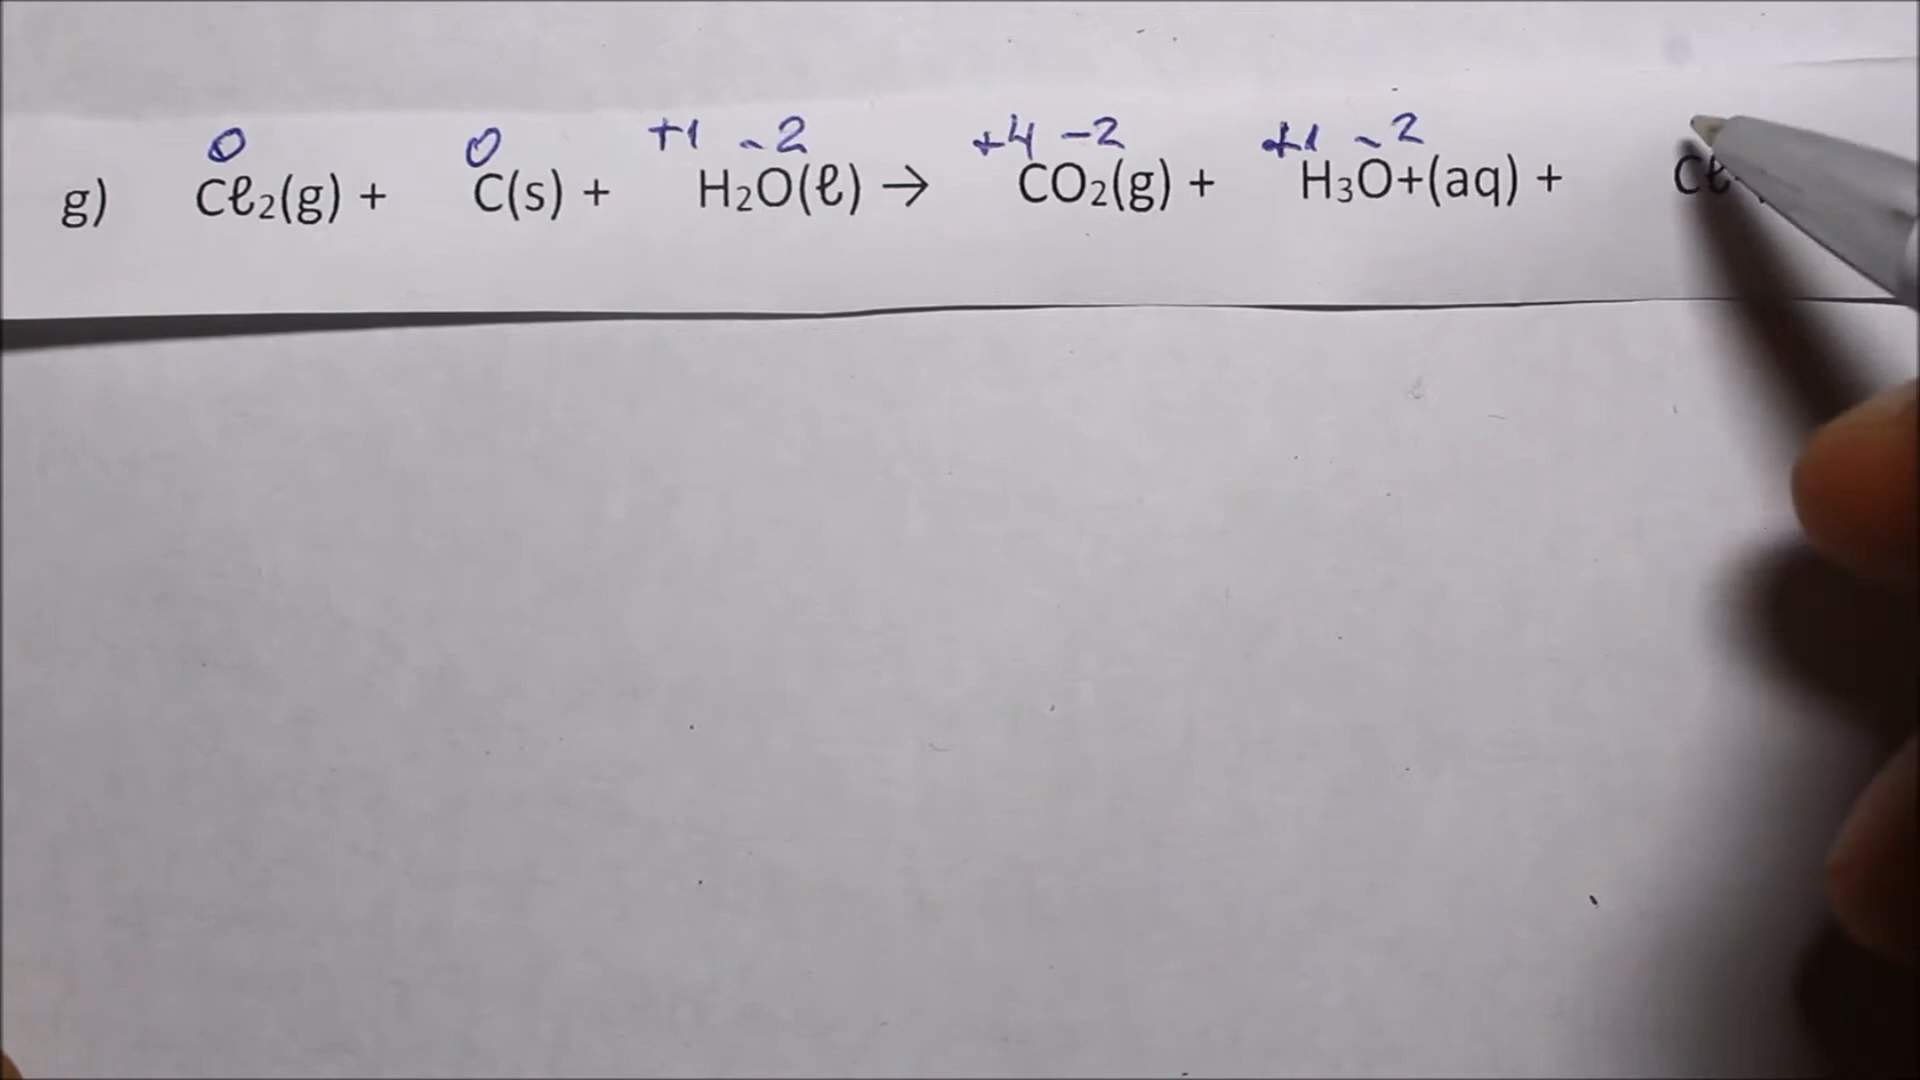 0 0 +1 -2 +4 -2 +1 -2
g) Cℓ₂(g) + C(s) + H₂O(ℓ) → CO₂(g) + H₃O+(aq) +